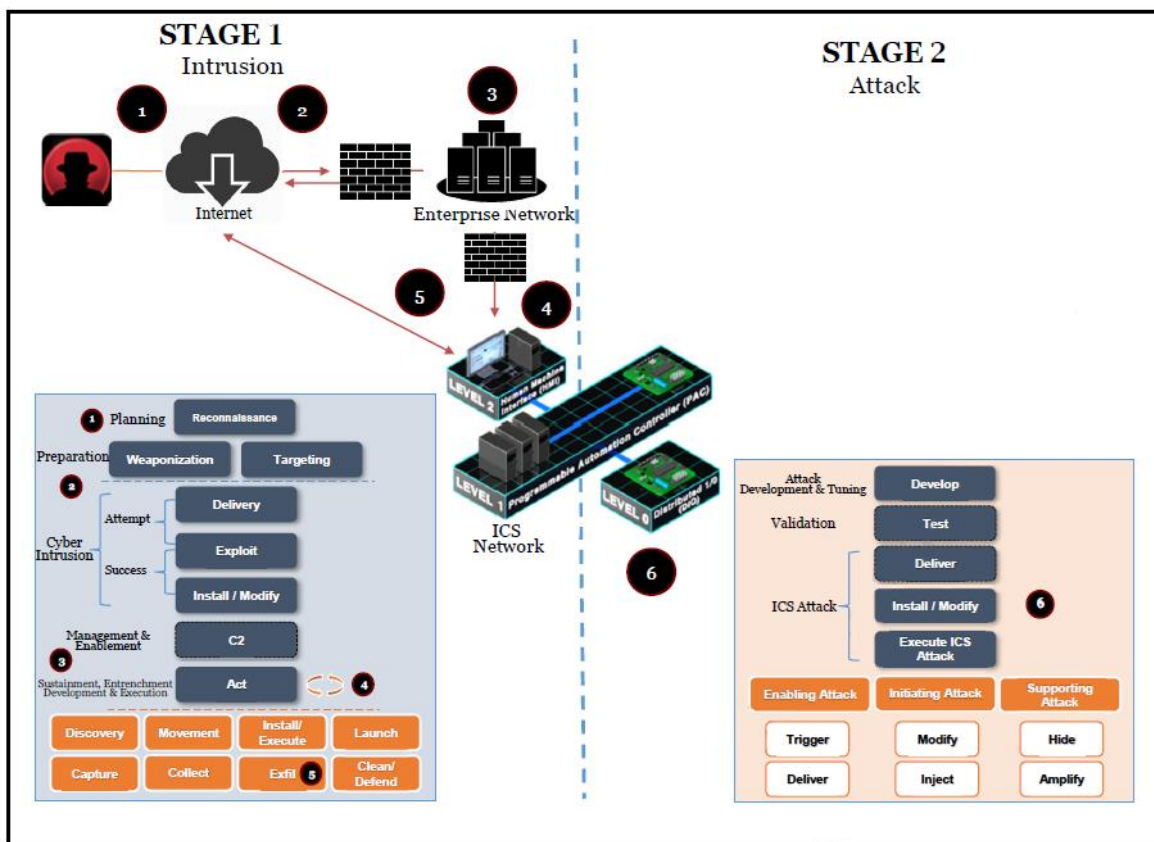 STAGE 1
Intrusion
STAGE 2
Attack
1
2
3
Internet
Enterprise Network
5
4
LEVEL 2
Human Machine
Interface (HMI)
LEVEL 1
Programmable Automation Controller (PAC)
LEVEL 0
Distributed I/O
(DIO)
ICS
Network
6
1
Planning
Reconnaissance
Preparation
Weaponization
Targeting
2
Cyber
Intrusion
Attempt
Delivery
Exploit
Success
Install / Modify
Management &
Enablement
C2
3
Sustainment, Entrenchment
Development & Execution
Act
4
Discovery
Movement
Install/
Execute
Launch
Capture
Collect
Exfil
5
Clean/
Defend
Attack
Development & Tuning
Develop
Validation
Test
Deliver
ICS Attack
Install / Modify
6
Execute ICS
Attack
Enabling Attack
Initiating Attack
Supporting
Attack
Trigger
Modify
Hide
Deliver
Inject
Amplify